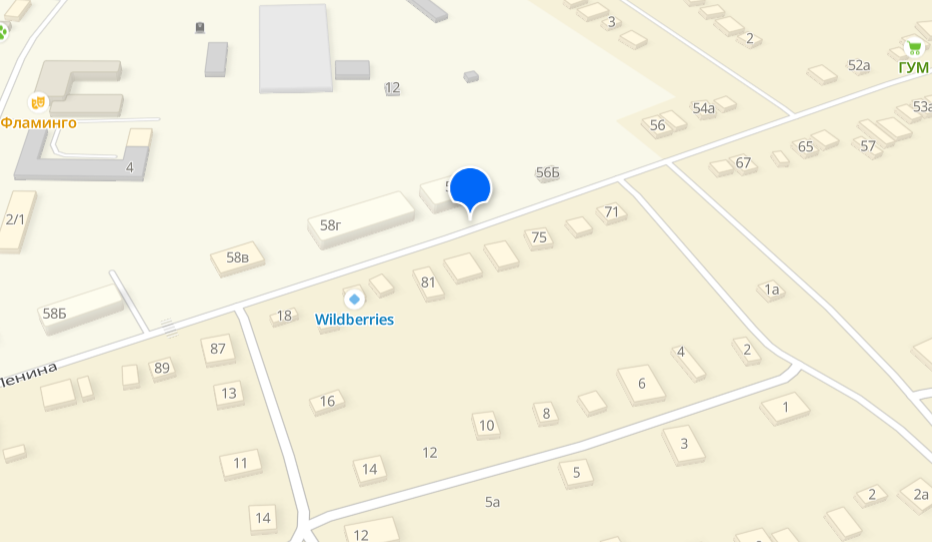 3
2
52а
ГУМ
12
54а
53а
56
Фламинго
65
57
4
67
56Б
2/1
71
58г
75
58в
81
1а
58Б
18
Wildberries
87
2
4
89
Ленина
13
6
16
8
1
10
3
12
11
14
5
2
2а
5а
14
12